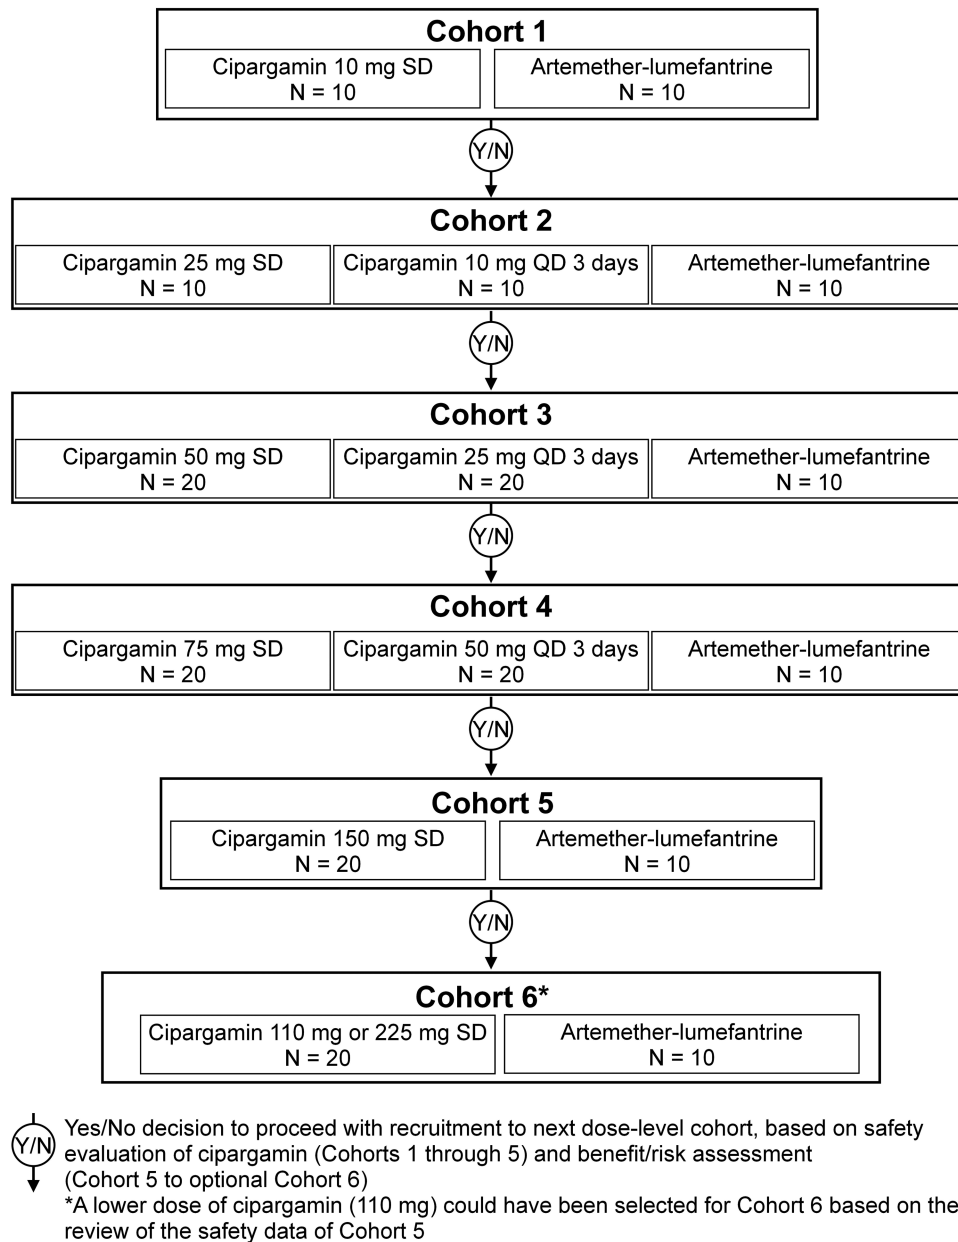 Cohort 1
Cipargamin 10 mg SD
N = 10
Artemether-lumefantrine
N = 10
Y/N
Cohort 2
Cipargamin 25 mg SD
N = 10
Cipargamin 10 mg QD 3 days
N = 10
Artemether-lumefantrine
N = 10
Y/N
Cohort 3
Cipargamin 50 mg SD
N = 20
Cipargamin 25 mg QD 3 days
N = 20
Artemether-lumefantrine
N = 10
Y/N
Cohort 4
Cipargamin 75 mg SD
N = 20
Cipargamin 50 mg QD 3 days
N = 20
Artemether-lumefantrine
N = 10
Y/N
Cohort 5
Cipargamin 150 mg SD
N = 20
Artemether-lumefantrine
N = 10
Y/N
Cohort 6*
Cipargamin 110 mg or 225 mg SD
N = 20
Artemether-lumefantrine
N = 10
Y/N
Yes/No decision to proceed with recruitment to next dose-level cohort, based on safety
evaluation of cipargamin (Cohorts 1 through 5) and benefit/risk assessment
(Cohort 5 to optional Cohort 6)
*A lower dose of cipargamin (110 mg) could have been selected for Cohort 6 based on the
review of the safety data of Cohort 5